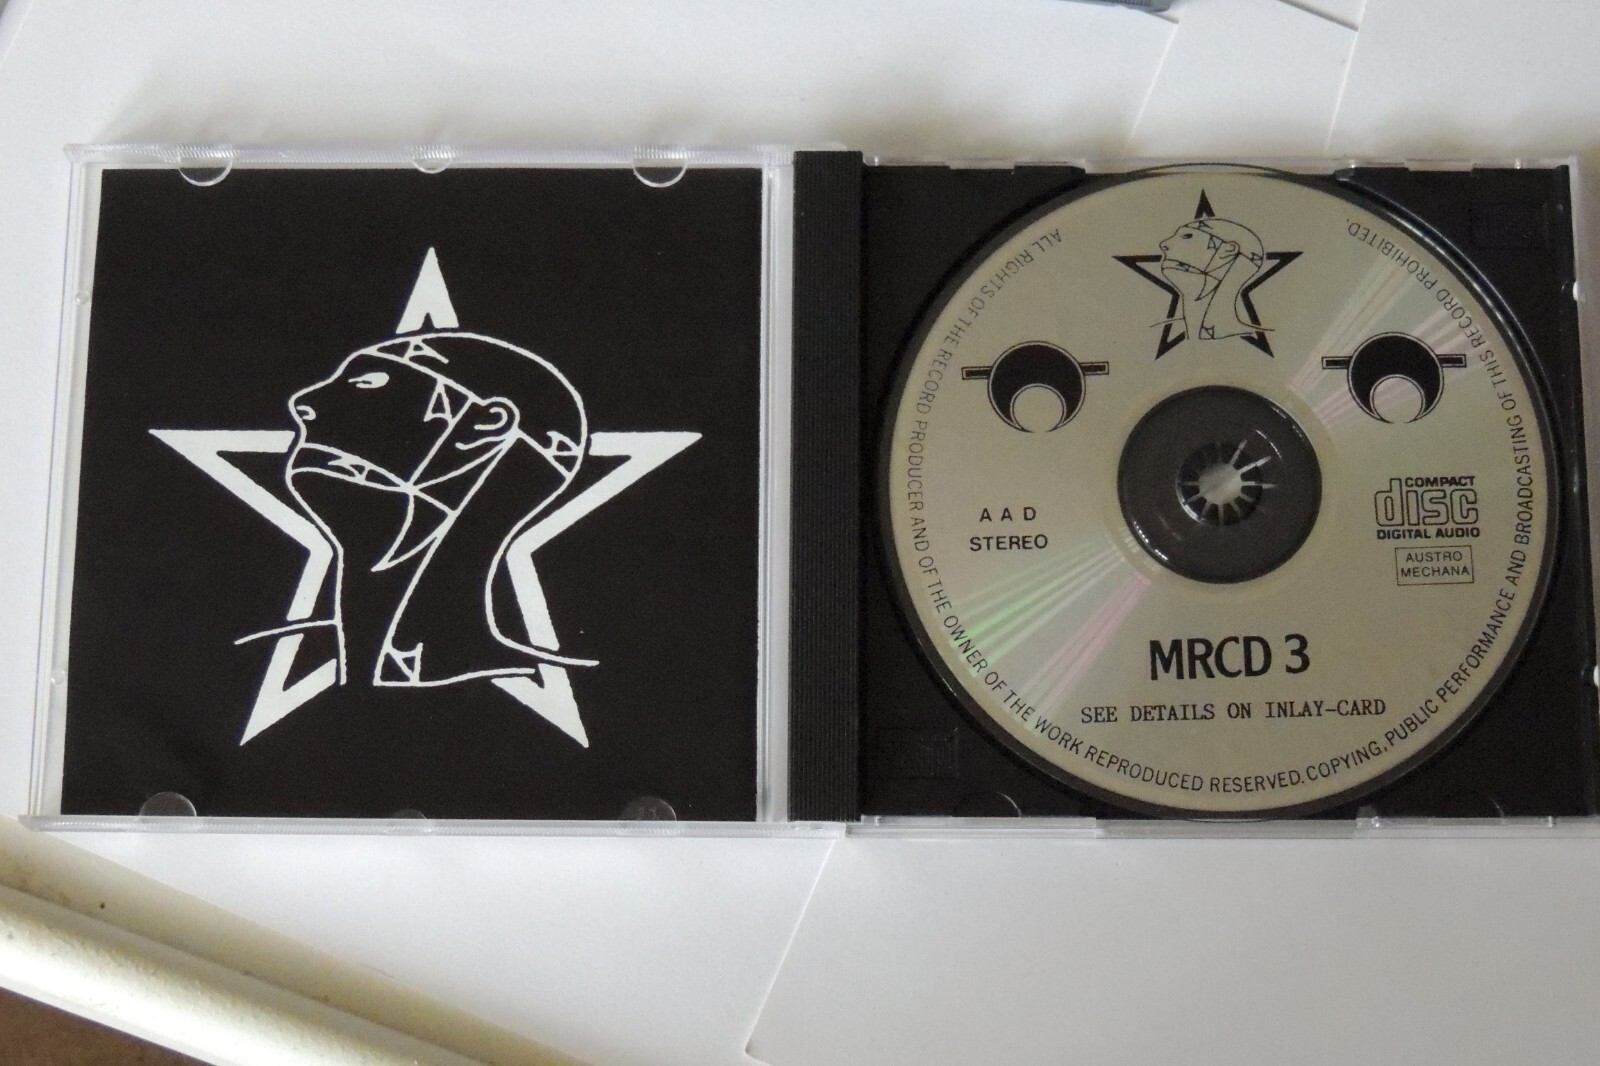 ALL RIGHTS OF THE RECORD PRODUCER AND OF THE OWNER OF THE WORK REPRODUCED RESERVED. COPYING, PUBLIC PERFORMANCE AND BROADCASTING OF THIS RECORD PROHIBITED.
A A D
STEREO
COMPACT
disc
DIGITAL AUDIO
AUSTRO
MECHANA
MRCD 3
SEE DETAILS ON INLAY-CARD